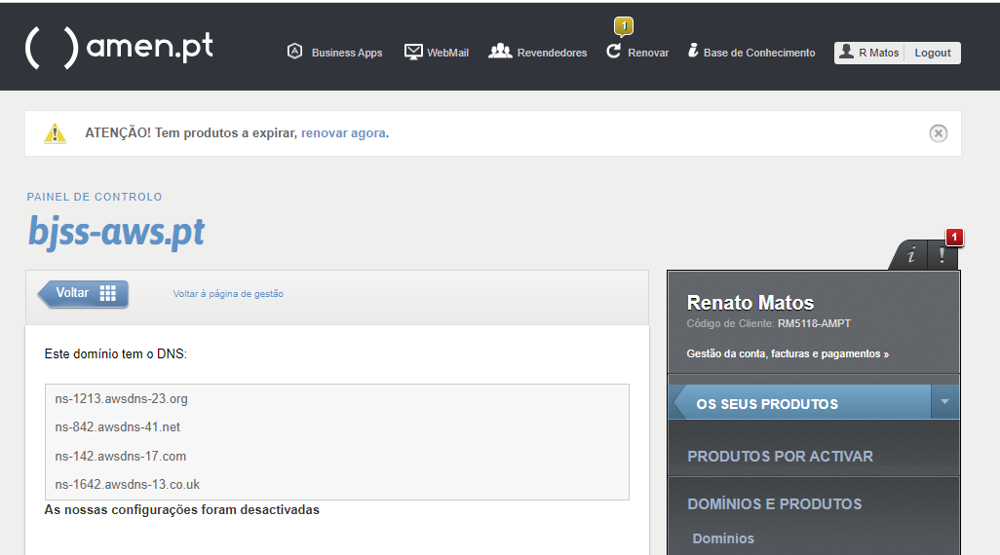 amen.pt
1
Business Apps
WebMail
Revendedores
Renovar
Base de Conhecimento
R Matos
Logout
ATENÇÃO! Tem produtos a expirar, renovar agora.
PAINEL DE CONTROLO
bjss-aws.pt
1
i
!
Voltar
Voltar à página de gestão
Este domínio tem o DNS:
ns-1213.awsdns-23.org
ns-842.awsdns-41.net
ns-142.awsdns-17.com
ns-1642.awsdns-13.co.uk
As nossas configurações foram desactivadas
Renato Matos
Código de Cliente: RM5118-AMPT
Gestão da conta, facturas e pagamentos »
OS SEUS PRODUTOS
PRODUTOS POR ACTIVAR
DOMÍNIOS E PRODUTOS
Domínios